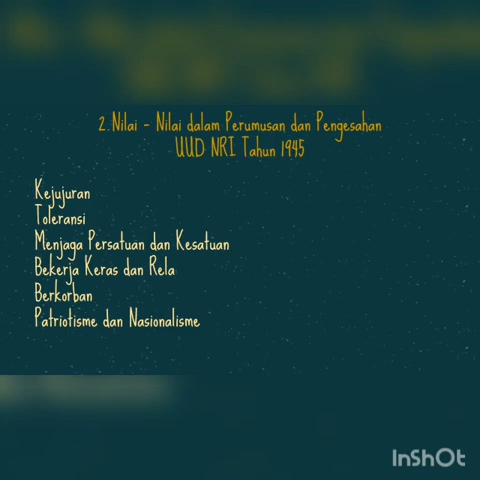 2.Nilai - Nilai dalam Perumusan dan Pengesahan
UUD NRI Tahun 1945
Kejujuran
Toleransi
Menjaga Persatuan dan Kesatuan
Bekerja Keras dan Rela
Berkorban
Patriotisme dan Nasionalisme
InShOt